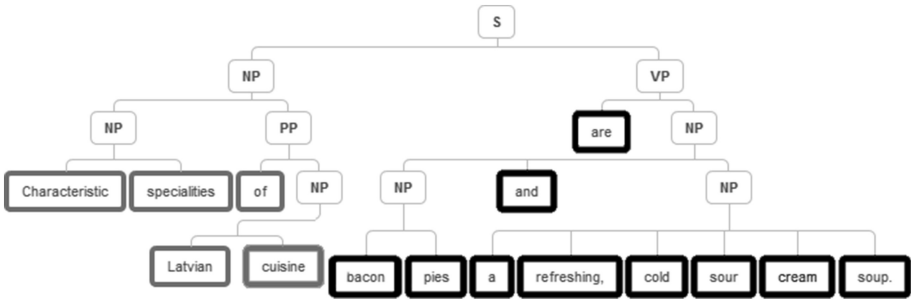 S
NP VP
NP PP are NP
Characteristic specialities of NP NP and NP
Latvian cuisine bacon pies a refreshing, cold sour cream soup.